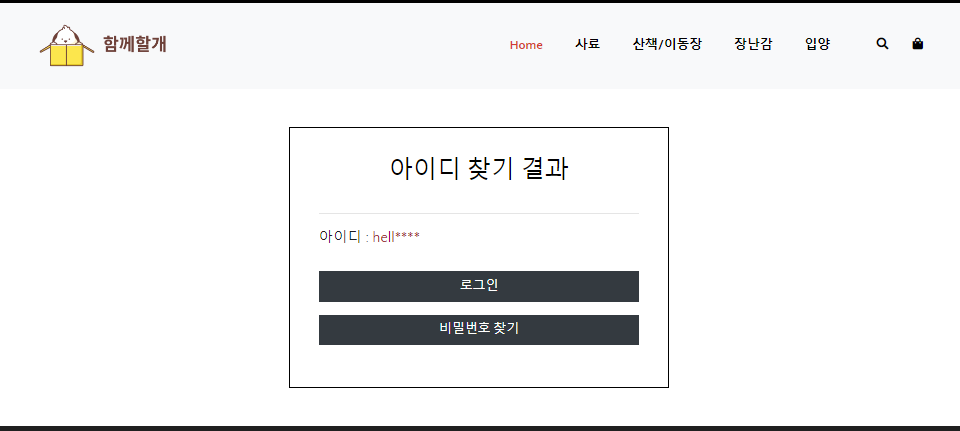 함께할개
Home 사료 산책/이동장 장난감 입양
아이디 찾기 결과
아이디 : hell****
로그인
비밀번호 찾기